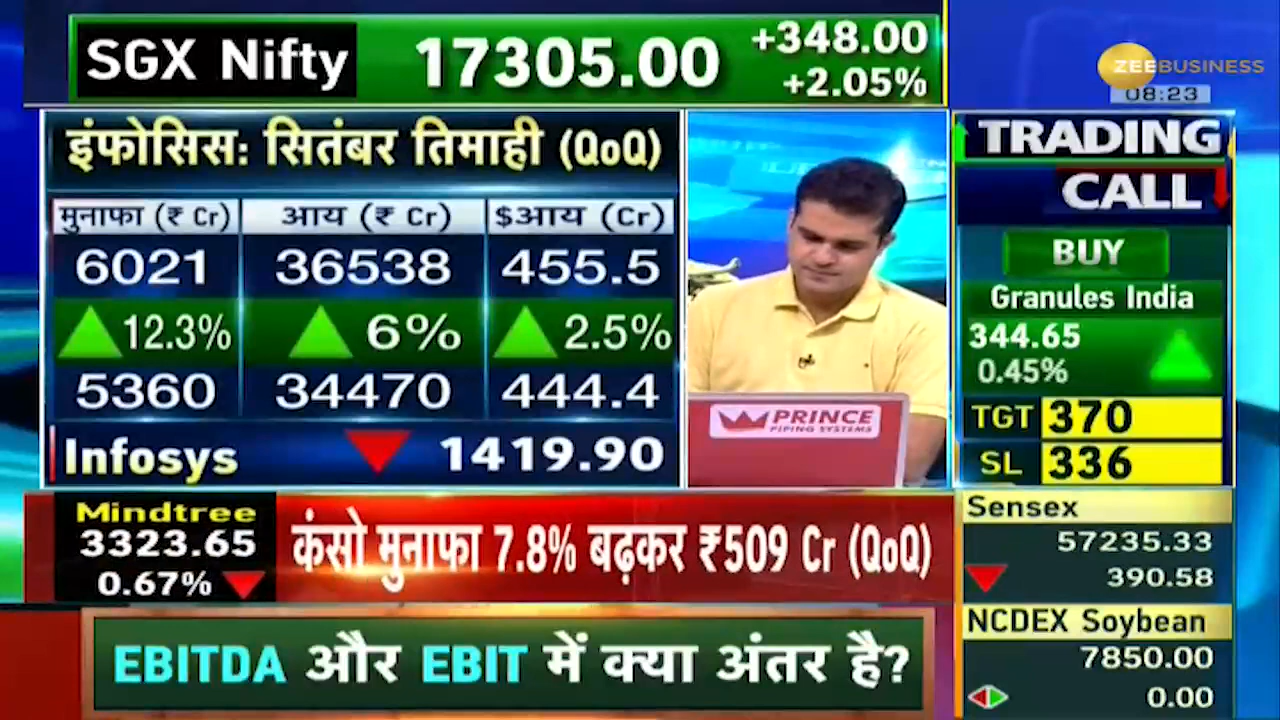 SGX Nifty 17305.00 +348.00
+2.05%
ZEEBUSINESS
08:23
इंफोसिस: सितंबर तिमाही (QoQ)
मुनाफा (₹ Cr) आय (₹ Cr) $आय (Cr)
6021 36538 455.5
12.3% 6% 2.5%
5360 34470 444.4
Infosys 1419.90
PRINCE
PIPING SYSTEMS
TRADING
CALL
BUY
Granules India
344.65
0.45%
TGT 370
SL 336
Mindtree
3323.65
0.67%
कंसो मुनाफा 7.8% बढ़कर ₹509 Cr (QoQ)
Sensex
57235.33
390.58
NCDEX Soybean
7850.00
0.00
EBITDA और EBIT में क्या अंतर है?